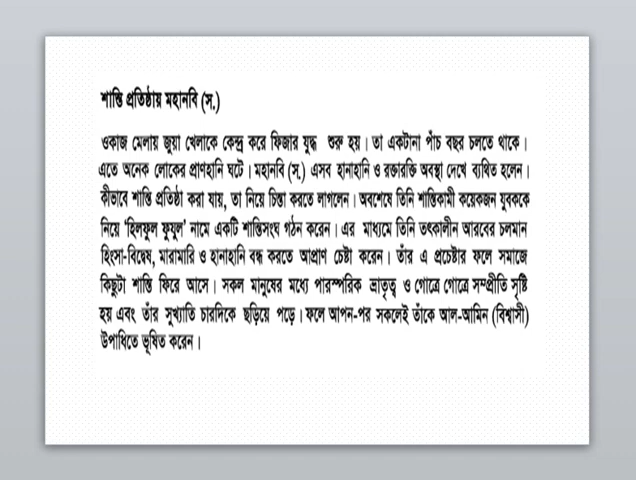 শান্তি প্রতিষ্ঠায় মহানবি (স.)
ওকাজ মেলায় জুয়া খেলাকে কেন্দ্র করে ফিজার যুদ্ধ শুরু হয়। তা একটানা পাঁচ বছর চলতে থাকে।
এতে অনেক লোকের প্রাণহানি ঘটে। মহানবি (স.) এসব হানাহানি ও রক্তারক্তি অবস্থা দেখে ব্যথিত হলেন।
কীভাবে শান্তি প্রতিষ্ঠা করা যায়, তা নিয়ে চিন্তা করতে লাগলেন। অবশেষে তিনি শান্তিকামী কয়েকজন যুবককে
নিয়ে ‘হিলফুল ফুযুল’ নামে একটি শান্তিসংঘ গঠন করেন। এর মাধ্যমে তিনি তৎকালীন আরবের চলমান
হিংসা-বিদ্বেষ, মারামারি ও হানাহানি বন্ধ করতে আপ্রাণ চেষ্টা করেন। তাঁর এ প্রচেষ্টার ফলে সমাজে
কিছুটা শান্তি ফিরে আসে। সকল মানুষের মধ্যে পারস্পরিক ভ্রাতৃত্ব ও গোত্রে গোত্রে সম্প্রীতি সৃষ্টি
হয় এবং তাঁর সুখ্যাতি চারদিকে ছড়িয়ে পড়ে। ফলে আপন-পর সকলেই তাঁকে আল-আমিন (বিশ্বাসী)
উপাধিতে ভূষিত করেন।